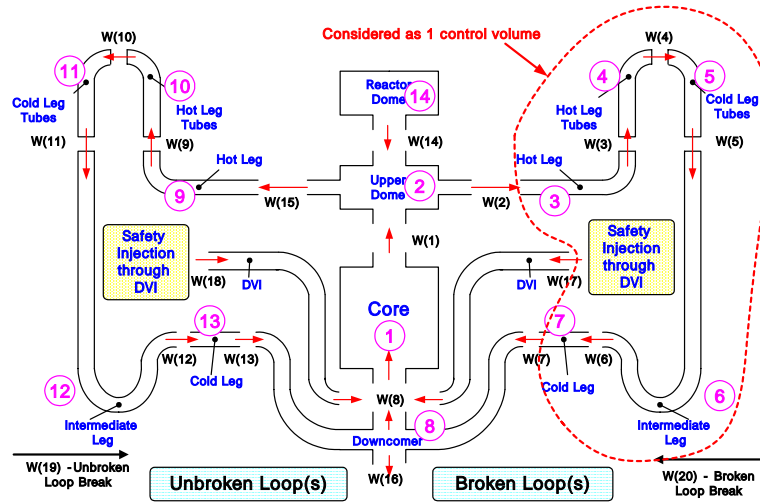 W(10)
Considered as 1 control volume
W(4)
11
10
Cold Leg
Tubes
Hot Leg
Tubes
W(11)
W(9)
Hot Leg
9
W(15)
Reactor
Dome
14
W(14)
Upper
Dome
2
W(2)
W(1)
4
5
Hot Leg
Tubes
Cold Leg
Tubes
W(3)
W(5)
Hot Leg
3
Safety
Injection
through
DVI
W(18)
DVI
Core
1
DVI
W(17)
Safety
Injection
through
DVI
13
W(12)
W(13)
Cold Leg
12
Intermediate
Leg
W(8)
Downcomer
8
W(16)
7
W(7)
W(6)
Cold Leg
6
Intermediate
Leg
W(19) -Unbroken
Loop Break
Unbroken Loop(s)
Broken Loop(s)
W(20) - Broken
Loop Break